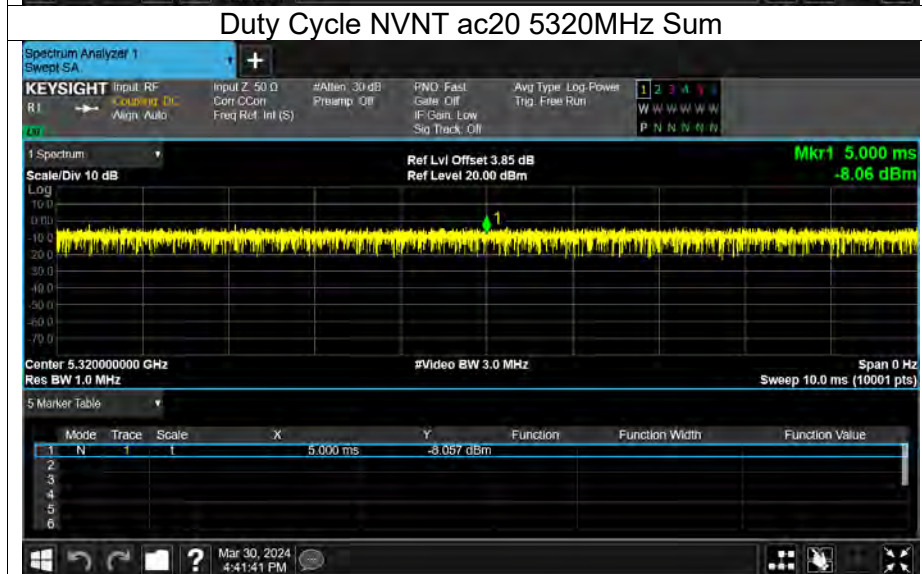 Duty Cycle NVNT ac20 5320MHz Sum
Spectrum Analyzer 1
Swept SA
+
KEYSIGHT Input: RF Input Z: 50 Ω #Atten: 30 dB PNO: Fast Avg Type: Log-Power 1 2 3 4 5 6
Coupling: DC Corr CCorr Preamp: Off Gate: Off Trig: Free Run W W W W W W
Align: Auto Freq Ref: Int (S) IF Gain: Low
Sig Track: Off P N N N N N
1 Spectrum Ref Lvl Offset 3.85 dB Mkr1 5.000 ms
Scale/Div 10 dB Ref Level 20.00 dBm -8.06 dBm
Log
10.0
0.00 1
-10.0
-20.0
-30.0
-40.0
-50.0
-60.0
-70.0
Center 5.320000000 GHz #Video BW 3.0 MHz Span 0 Hz
Res BW 1.0 MHz Sweep 10.0 ms (10001 pts)
5 Marker Table
Mode Trace Scale X Y Function Function Width Function Value
1 N 1 t 5.000 ms -8.057 dBm
2
3
4
5
6
? Mar 30, 2024
4:41:41 PM